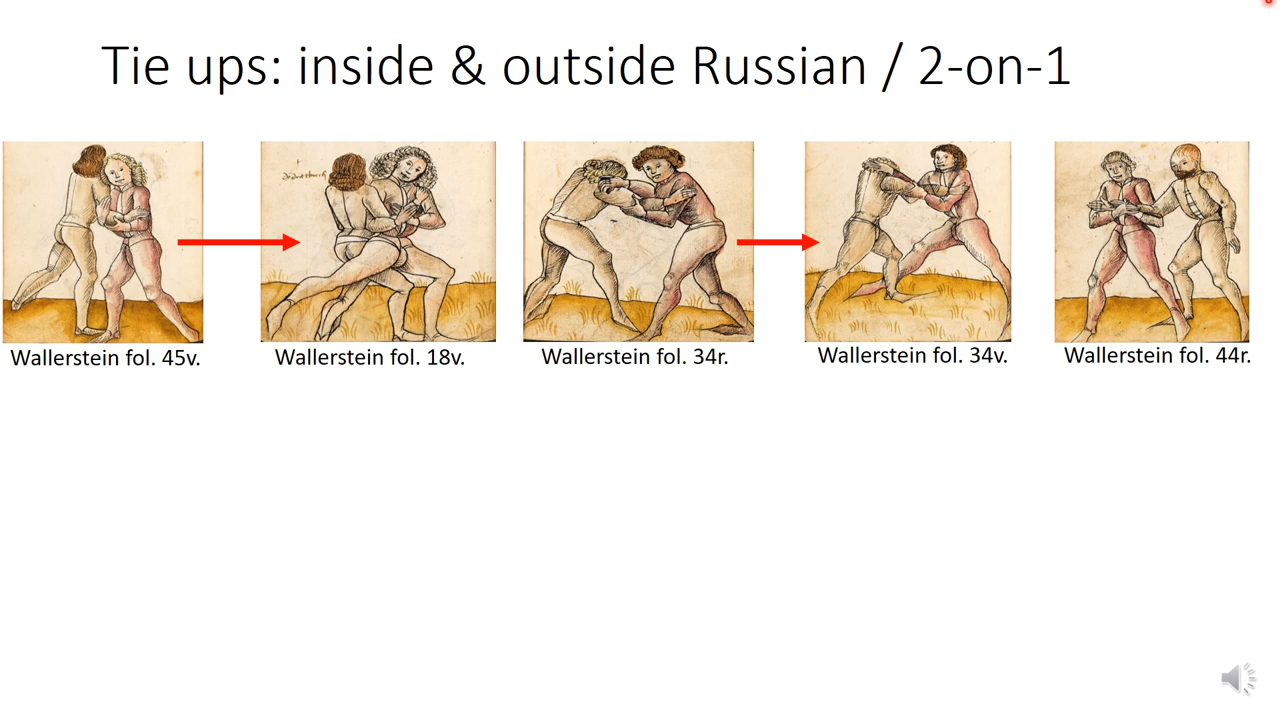 Tie ups: inside & outside Russian / 2-on-1
Wallerstein fol. 45v.
Wallerstein fol. 18v.
Wallerstein fol. 34r.
Wallerstein fol. 34v.
Wallerstein fol. 44r.